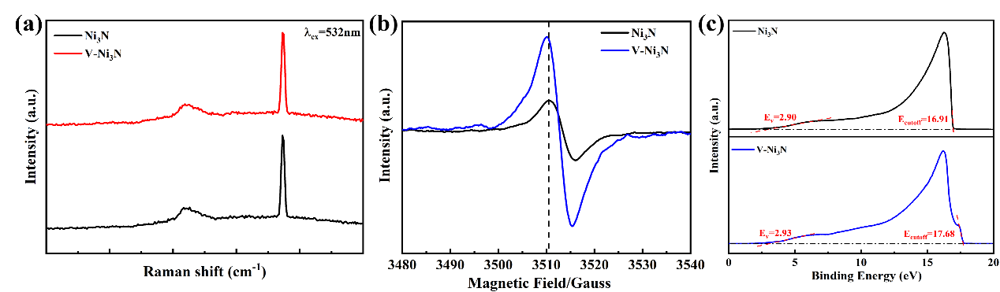 (a)
Ni₃N
V-Ni₃N
λex=532nm
Intensity (a.u.)
Raman shift (cm⁻¹)
(b)
Ni₃N
V-Ni₃N
Intensity (a.u.)
3480 3490 3500 3510 3520 3530 3540
Magnetic Field/Gauss
(c)
Ni₃N
Ev=2.90
Ecutoff=16.91
V-Ni₃N
Ev=2.93
Ecutoff=17.68
Intensity (a.u.)
0 5 10 15 20
Binding Energy (eV)